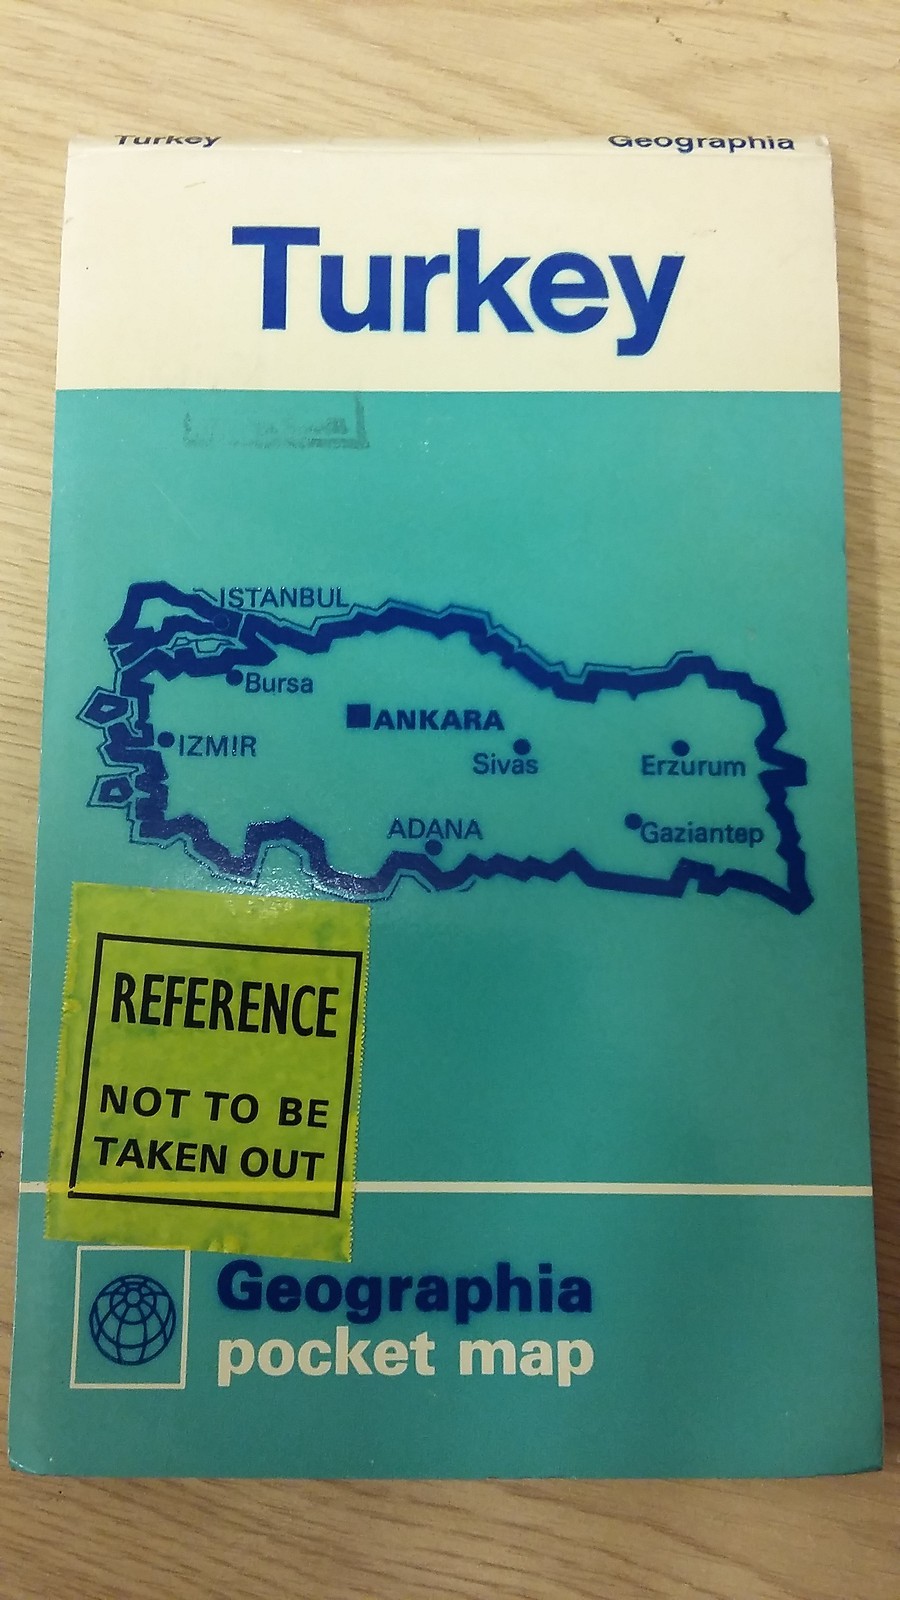 Turkey Geographia
Turkey
ISTANBUL
Bursa
ANKARA
IZMIR
Sivas
Erzurum
ADANA
Gaziantep
REFERENCE
NOT TO BE
TAKEN OUT
Geographia
pocket map